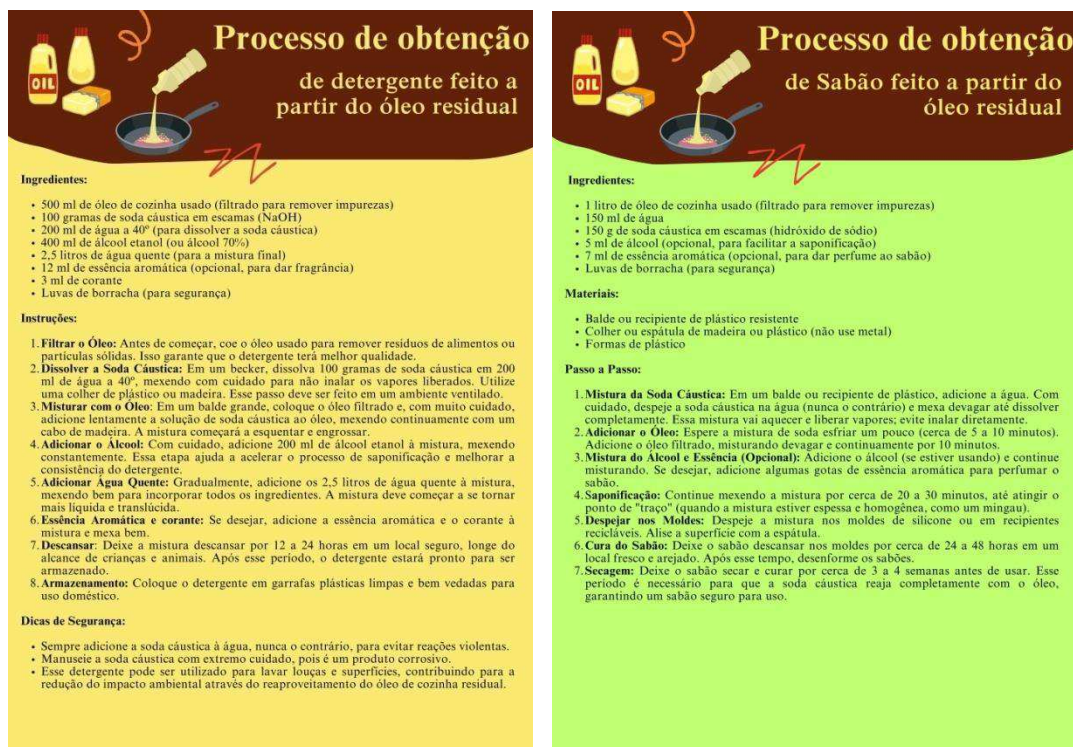 Processo de obtenção
de detergente feito a
partir do óleo residual
OIL
Ingredientes:
• 500 ml de óleo de cozinha usado (filtrado para remover impurezas)
• 100 gramas de soda cáustica em escamas (NaOH)
• 200 ml de água a 40º (para dissolver a soda cáustica)
• 400 ml de álcool etanol (ou álcool 70%)
• 2,5 litros de água quente (para a mistura final)
• 12 ml de essência aromática (opcional, para dar fragrância)
• 3 ml de corante
• Luvas de borracha (para segurança)
Instruções:
1. Filtrar o Óleo: Antes de começar, coe o óleo usado para remover resíduos de alimentos ou
partículas sólidas. Isso garante que o detergente terá melhor qualidade.
2. Dissolver a Soda Cáustica: Em um becker, dissolva 100 gramas de soda cáustica em 200
ml de água a 40º, mexendo com cuidado para não inalar os vapores liberados. Utilize
uma colher de plástico ou madeira. Esse passo deve ser feito em um ambiente ventilado.
3. Misturar com o Óleo: Em um balde grande, coloque o óleo filtrado e, com muito cuidado,
adicione lentamente a solução de soda cáustica ao óleo, mexendo continuamente com um
cabo de madeira. A mistura começará a esquentar e engrossar.
4. Adicionar o Álcool: Com cuidado, adicione 200 ml de álcool etanol à mistura, mexendo
constantemente. Essa etapa ajuda a acelerar o processo de saponificação e melhorar a
consistência do detergente.
5. Adicionar Água Quente: Gradualmente, adicione os 2,5 litros de água quente à mistura,
mexendo bem para incorporar todos os ingredientes. A mistura deve começar a se tornar
mais líquida e translúcida.
6. Essência Aromática e corante: Se desejar, adicione a essência aromática e o corante à
mistura e mexa bem.
7. Descansar: Deixe a mistura descansar por 12 a 24 horas em um local seguro, longe do
alcance de crianças e animais. Após esse período, o detergente estará pronto para ser
armazenado.
8. Armazenamento: Coloque o detergente em garrafas plásticas limpas e bem vedadas para
uso doméstico.
Dicas de Segurança:
• Sempre adicione a soda cáustica à água, nunca o contrário, para evitar reações violentas.
• Manuseie a soda cáustica com extremo cuidado, pois é um produto corrosivo.
• Esse detergente pode ser utilizado para lavar louças e superfícies, contribuindo para a
redução do impacto ambiental através do reaproveitamento do óleo de cozinha residual.
Processo de obtenção
de Sabão feito a partir do
óleo residual
OIL
Ingredientes:
• 1 litro de óleo de cozinha usado (filtrado para remover impurezas)
• 150 ml de água
• 150 g de soda cáustica em escamas (hidróxido de sódio)
• 5 ml de álcool (opcional, para facilitar a saponificação)
• 7 ml de essência aromática (opcional, para dar perfume ao sabão)
• Luvas de borracha (para segurança)
Materiais:
• Balde ou recipiente de plástico resistente
• Colher ou espátula de madeira ou plástico (não use metal)
• Formas de plástico
Passo a Passo:
1. Mistura da Soda Cáustica: Em um balde ou recipiente de plástico, adicione a água. Com
cuidado, despeje a soda cáustica na água (nunca o contrário) e mexa devagar até dissolver
completamente. Essa mistura vai aquecer e liberar vapores; evite inalar diretamente.
2. Adicionar o Óleo: Espere a mistura de soda esfriar um pouco (cerca de 5 a 10 minutos).
Adicione o óleo filtrado, misturando devagar e continuamente por 10 minutos.
3. Mistura do Álcool e Essência (Opcional): Adicione o álcool (se estiver usando) e continue
misturando. Se desejar, adicione algumas gotas de essência aromática para perfumar o
sabão.
4. Saponificação: Continue mexendo a mistura por cerca de 20 a 30 minutos, até atingir o
ponto de "traço" (quando a mistura estiver espessa e homogênea, como um mingau).
5. Despejar nos Moldes: Despeje a mistura nos moldes de silicone ou em recipientes
recicláveis. Alise a superfície com a espátula.
6. Cura do Sabão: Deixe o sabão descansar nos moldes por cerca de 24 a 48 horas em um
local fresco e arejado. Após esse tempo, desenforme os sabões.
7. Secagem: Deixe o sabão secar e curar por cerca de 3 a 4 semanas antes de usar. Esse
período é necessário para que a soda cáustica reaja completamente com o óleo,
garantindo um sabão seguro para uso.